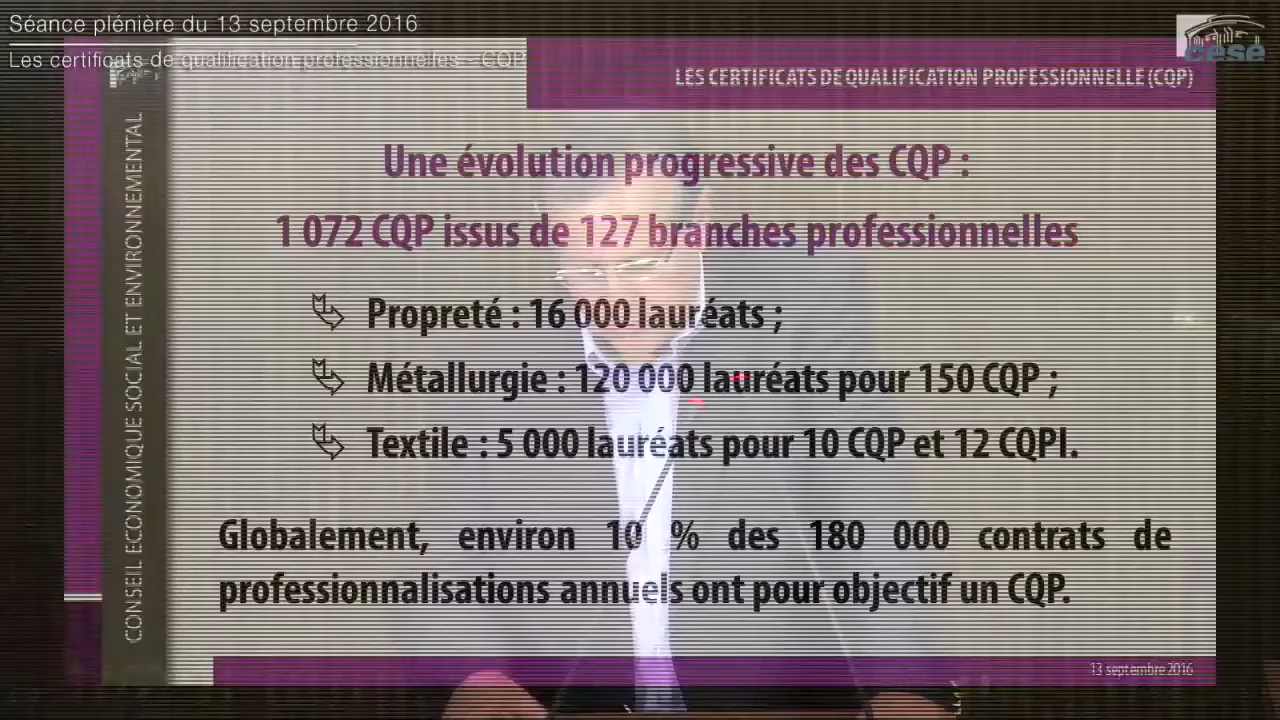 Séance plénière du 13 septembre 2016
Les certificats de qualification professionnelles - CQP
cese
LES CERTIFICATS DE QUALIFICATION PROFESSIONNELLE (CQP)
CONSEIL ECONOMIQUE SOCIAL ET ENVIRONNEMENTAL
Une évolution progressive des CQP :
1 072 CQP issus de 127 branches professionnelles
Propreté : 16 000 lauréats ;
Métallurgie : 120 000 lauréats pour 150 CQP ;
Textile : 5 000 lauréats pour 10 CQP et 12 CQPI.
Globalement, environ 10 % des 180 000 contrats de
professionnalisations annuels ont pour objectif un CQP.
13 septembre 2016